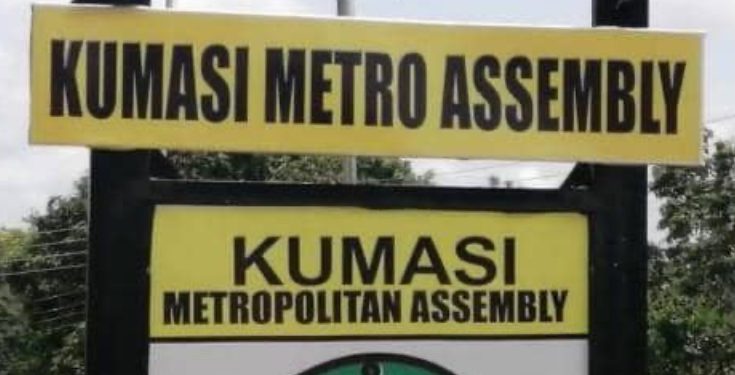 KUMASI METRO ASSEMBLY
KUMASI
METROPOLITAN ASSEMBLY